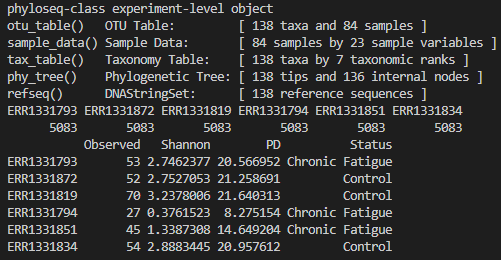 phyloseq-class experiment-level object
otu_table()   OTU Table:         [ 138 taxa and 84 samples ]
sample_data() Sample Data:       [ 84 samples by 23 sample variables ]
tax_table()   Taxonomy Table:    [ 138 taxa by 7 taxonomic ranks ]
phy_tree()    Phylogenetic Tree: [ 138 tips and 136 internal nodes ]
refseq()      DNAStringSet:      [ 138 reference sequences ]
ERR1331793 ERR1331872 ERR1331819 ERR1331794 ERR1331851 ERR1331834
      5083       5083       5083       5083       5083       5083
           Observed   Shannon        PD          Status
ERR1331793       53 2.7462377 20.566952 Chronic Fatigue
ERR1331872       52 2.7527053 21.258691         Control
ERR1331819       70 3.2378006 21.640313         Control
ERR1331794       27 0.3761523  8.275154 Chronic Fatigue
ERR1331851       45 1.3387308 14.649204 Chronic Fatigue
ERR1331834       54 2.8883445 20.957612         Control